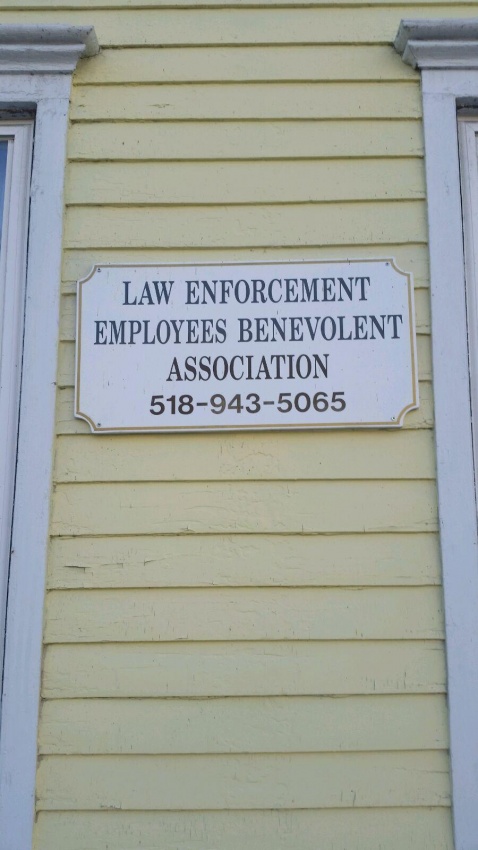 LAW ENFORCEMENT
EMPLOYEES BENEVOLENT
ASSOCIATION
518-943-5065